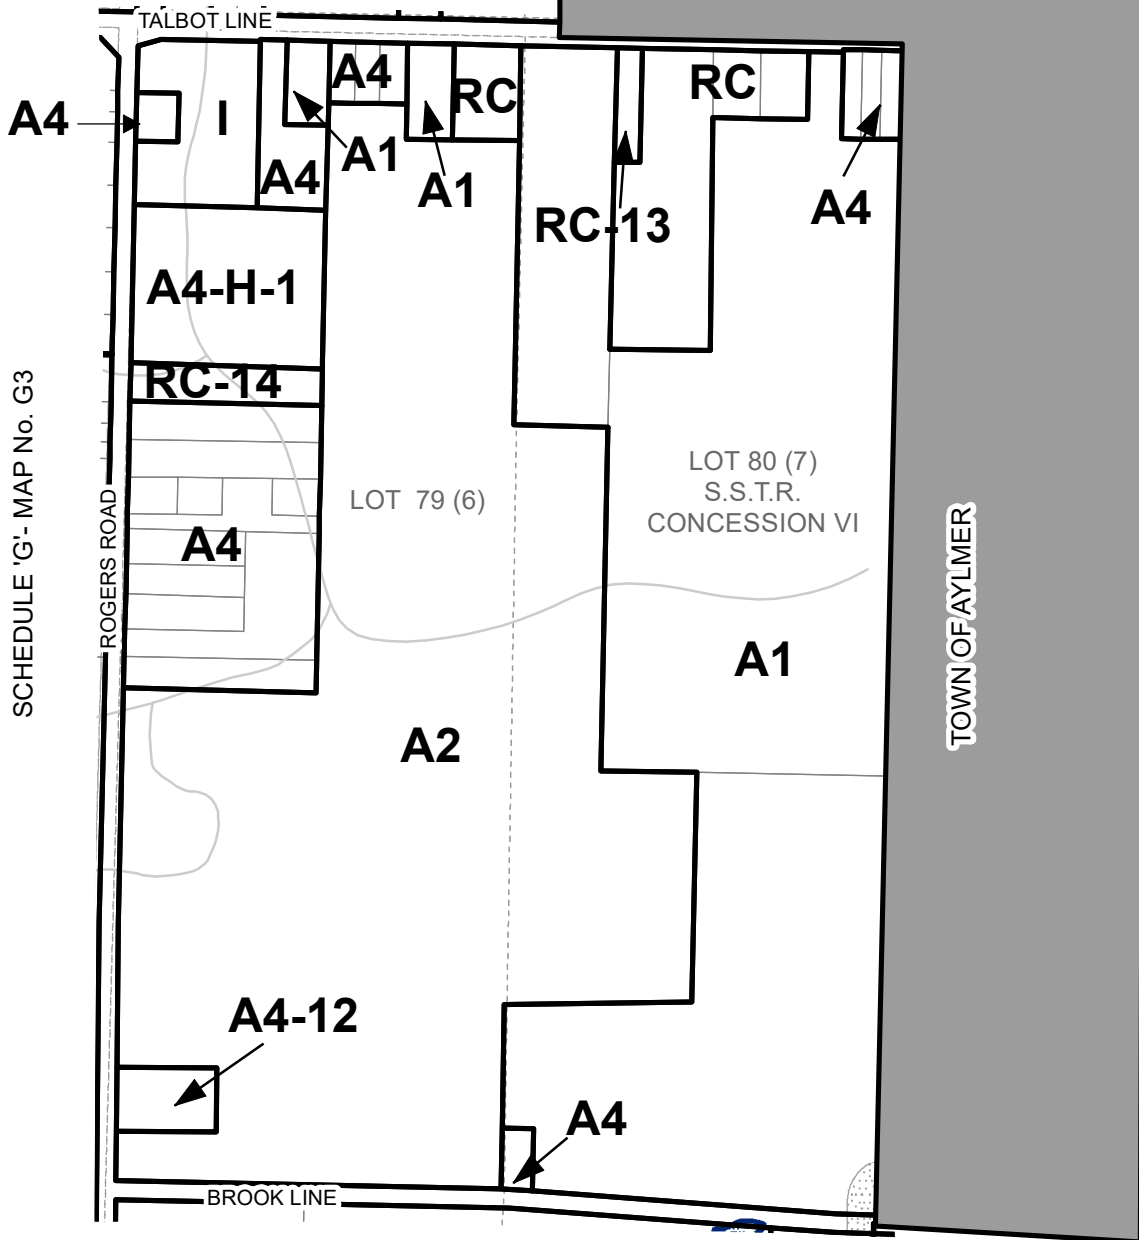 TALBOT LINE
A4
I
A4
A1
A4
A1
RC
RC
RC-13
A4
A4-H-1
RC-14
SCHEDULE 'G'- MAP No. G3
ROGERS ROAD
A4
LOT 79 (6)
LOT 80 (7)
S.S.T.R.
CONCESSION VI
TOWN OF AYLMER
A1
A2
A4-12
A4
BROOK LINE